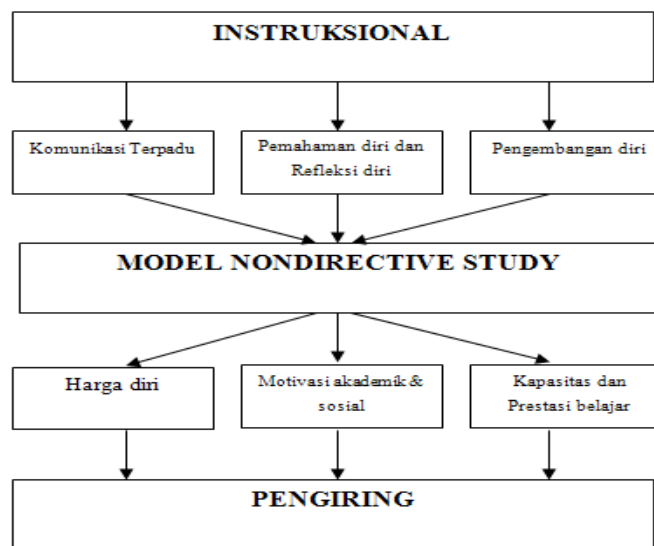 INSTRUKSIONAL
Komunikasi Terpadu
Pemahaman diri dan
Refleksi diri
Pengembangan diri
MODEL NONDIRECTIVE STUDY
Harga diri
Motivasi akademik &
sosial
Kapasitas dan
Prestasi belajar
PENGIRING